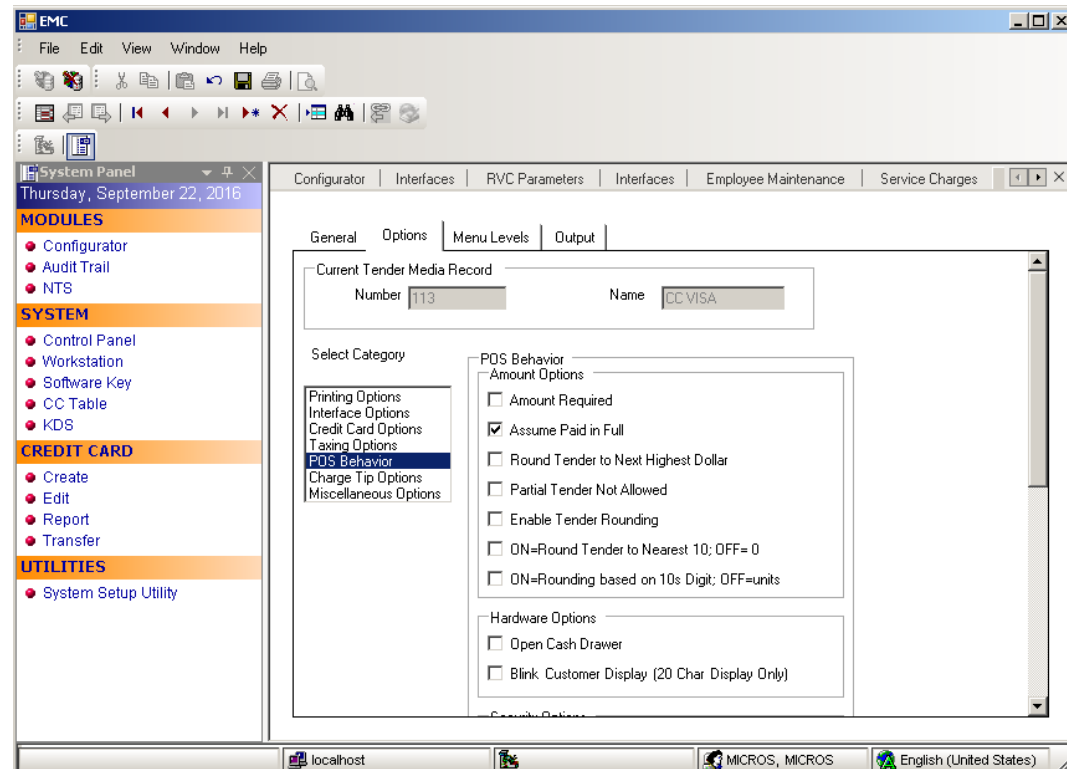 EMC
File Edit View Window Help
System Panel
Thursday, September 22, 2016
MODULES
Configurator
Audit Trail
NTS
SYSTEM
Control Panel
Workstation
Software Key
CC Table
KDS
CREDIT CARD
Create
Edit
Report
Transfer
UTILITIES
System Setup Utility
Configurator | Interfaces | RVC Parameters | Interfaces | Employee Maintenance | Service Charges
General Options Menu Levels Output
Current Tender Media Record
Number 113 Name CC VISA
Select Category
Printing Options
Interface Options
Credit Card Options
Taxing Options
POS Behavior
Charge Tip Options
Miscellaneous Options
POS Behavior
Amount Options
Amount Required
Assume Paid in Full
Round Tender to Next Highest Dollar
Partial Tender Not Allowed
Enable Tender Rounding
ON=Round Tender to Nearest 10; OFF= 0
ON=Rounding based on 10s Digit; OFF=units
Hardware Options
Open Cash Drawer
Blink Customer Display (20 Char Display Only)
Security Options
localhost MICROS, MICROS English (United States)